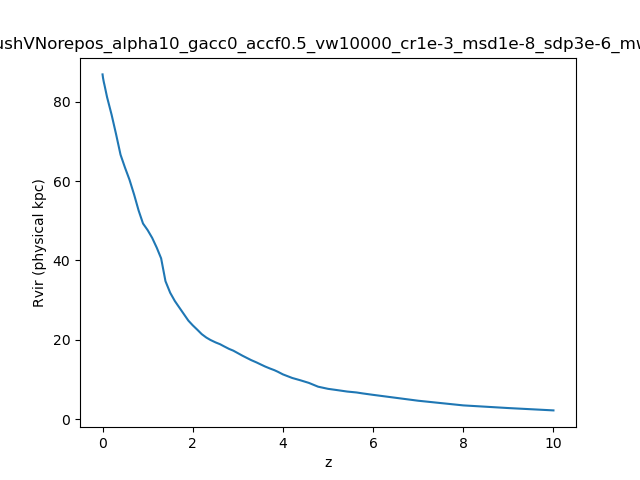 ushVNorepos_alpha10_gacc0_accf0.5_vw10000_cr1e-3_msd1e-8_sdp3e-6_mw
80
60
40
20
0
Rvir (physical kpc)
0 2 4 6 8 10
z